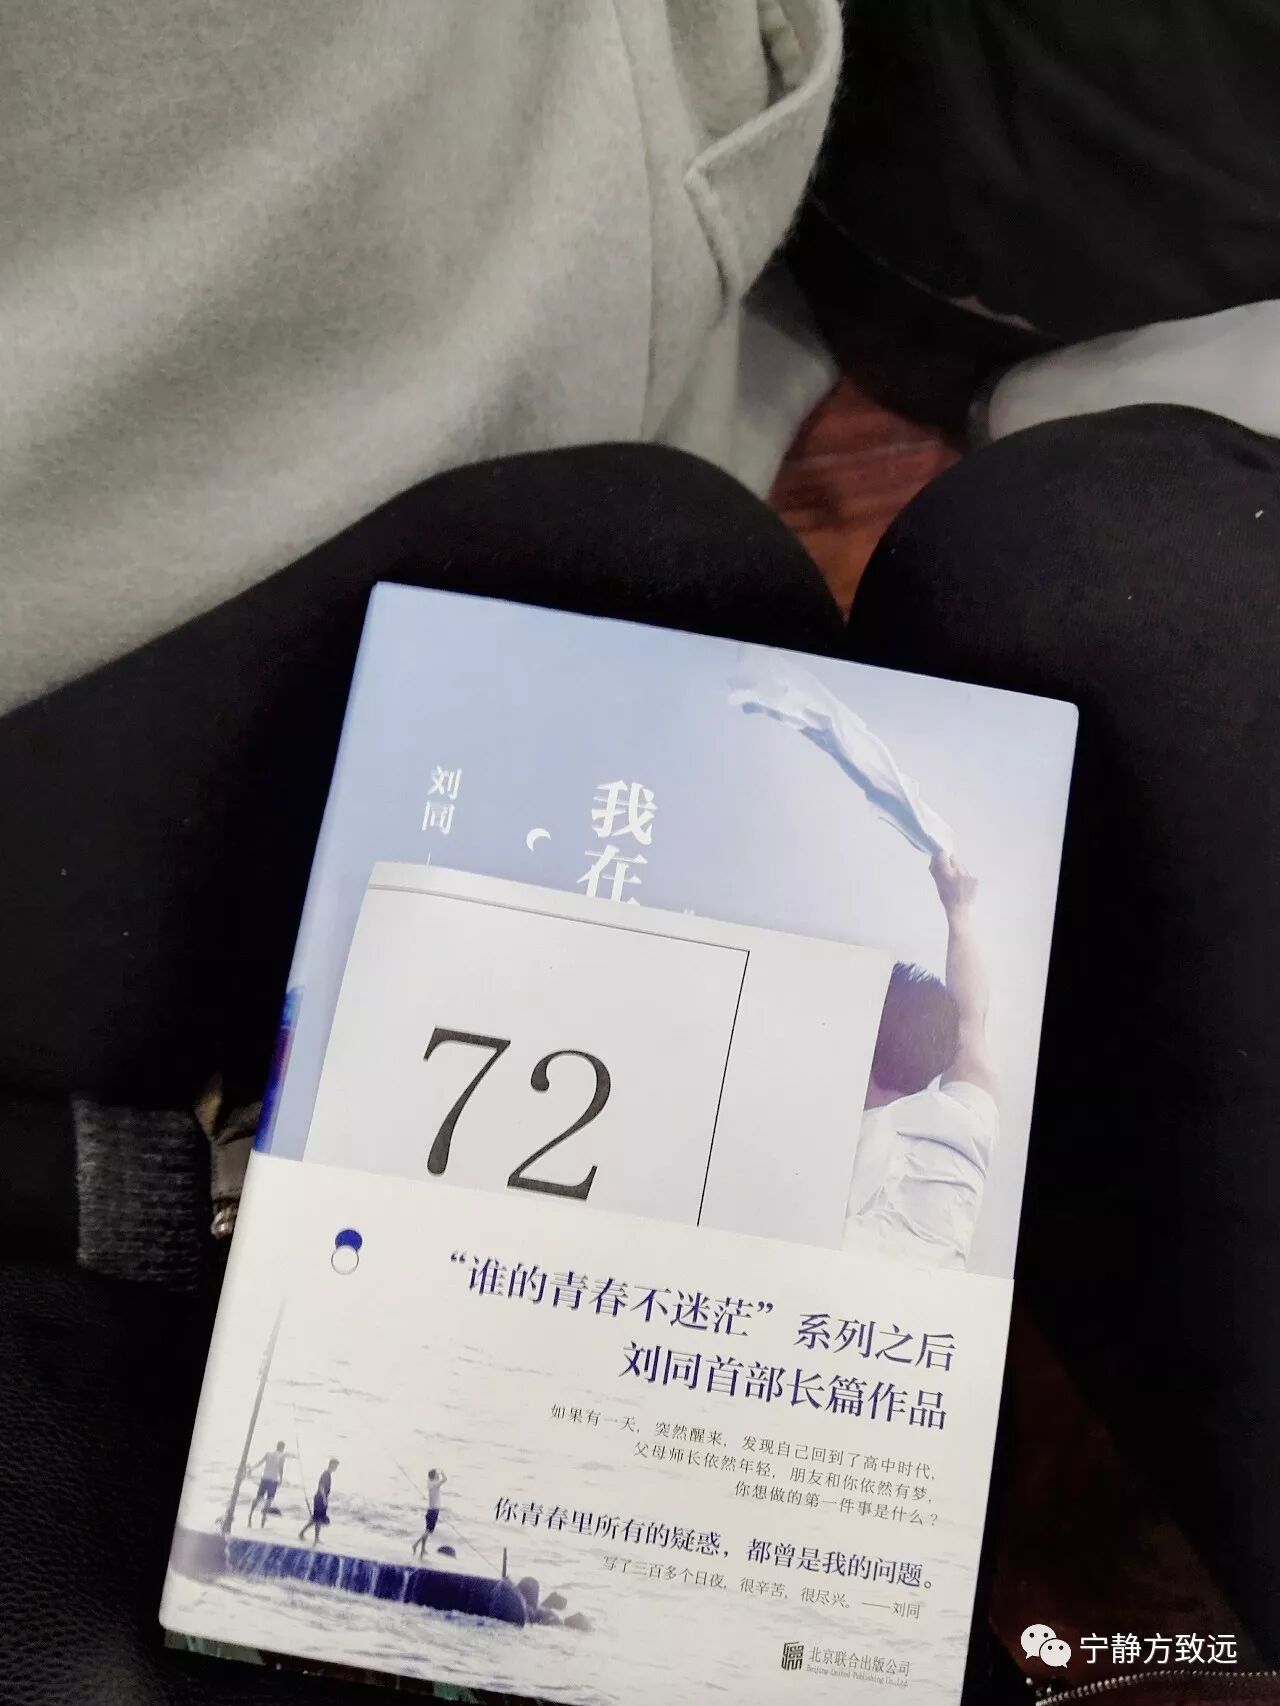 刘同
我在
72
“谁的青春不迷茫”系列之后
刘同首部长篇作品
如果有一天，突然醒来，发现自己回到了高中时代，
父母师长依然年轻，朋友和你依然有梦，
你想做的第一件事是什么？
你青春里所有的疑惑，都曾是我的问题。
写了三百多个日夜，很辛苦，很尽兴。——刘同
北京联合出版公司
Beijing United Publishing Co.,Ltd.
宁静方致远